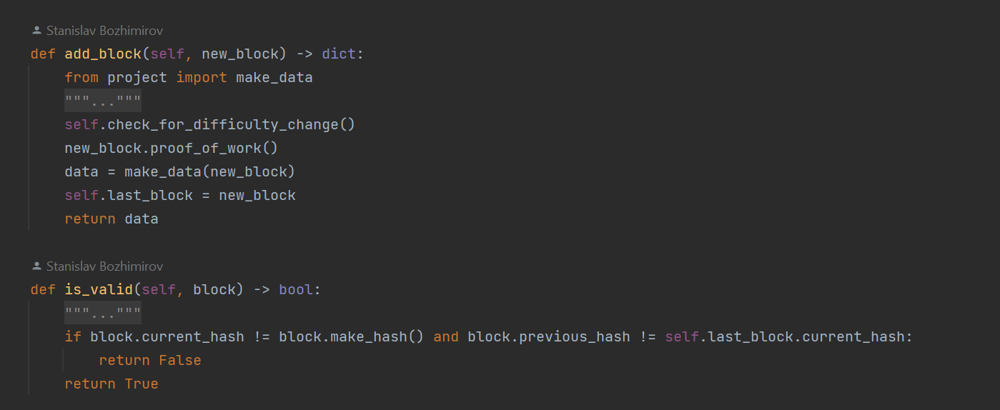 Stanislav Bozhimirov
def add_block(self, new_block) -> dict:
    from project import make_data
    """..."""
    self.check_for_difficulty_change()
    new_block.proof_of_work()
    data = make_data(new_block)
    self.last_block = new_block
    return data
Stanislav Bozhimirov
def is_valid(self, block) -> bool:
    """..."""
    if block.current_hash != block.make_hash() and block.previous_hash != self.last_block.current_hash:
        return False
    return True